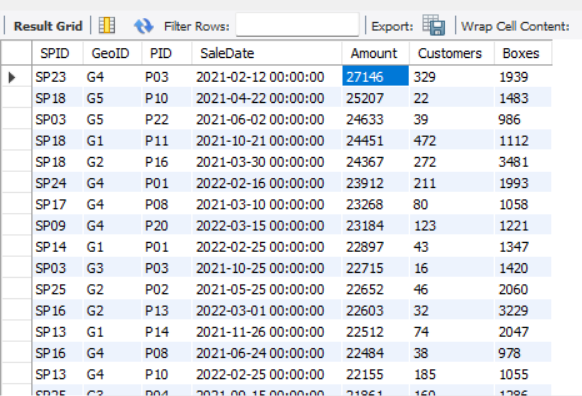 Result Grid Filter Rows: Export: Wrap Cell Content:
SPID GeoID PID SaleDate Amount Customers Boxes
SP23 G4 P03 2021-02-12 00:00:00 27146 329 1939
SP18 G5 P10 2021-04-22 00:00:00 25207 22 1483
SP03 G5 P22 2021-06-02 00:00:00 24633 39 986
SP18 G1 P11 2021-10-21 00:00:00 24451 472 1112
SP18 G2 P16 2021-03-30 00:00:00 24367 272 3481
SP24 G4 P01 2022-02-16 00:00:00 23912 211 1993
SP17 G4 P08 2021-03-10 00:00:00 23268 80 1058
SP09 G4 P20 2022-03-15 00:00:00 23184 123 1221
SP14 G1 P01 2022-02-25 00:00:00 22897 43 1347
SP03 G3 P03 2021-10-25 00:00:00 22715 16 1420
SP25 G2 P02 2021-05-25 00:00:00 22652 46 2060
SP16 G2 P13 2022-03-01 00:00:00 22603 32 3229
SP13 G1 P14 2021-11-26 00:00:00 22512 74 2047
SP16 G4 P08 2021-06-24 00:00:00 22484 38 978
SP13 G4 P10 2022-02-25 00:00:00 22155 185 1055
SP25 G3 P04 2021-09-15 00:00:00 21861 160 1286